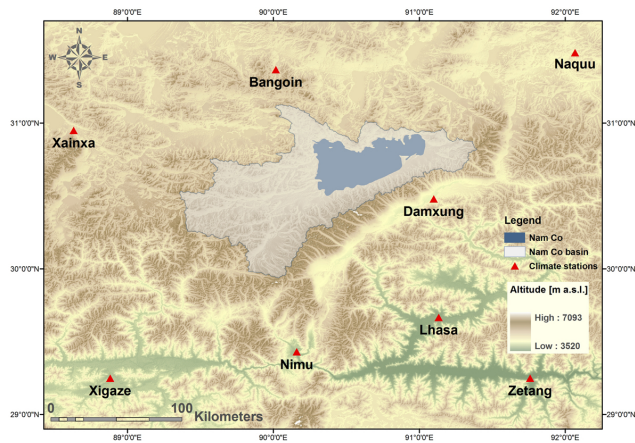 89°0'0"E 90°0'0"E 91°0'0"E 92°0'0"E
N
W E
S
Naquu
Bangoin
31°0'0"N 31°0'0"N
Xainxa
Damxung
Legend
Nam Co
Nam Co basin
Climate stations
30°0'0"N 30°0'0"N
Altitude [m a.s.l.]
High : 7093
Low : 3520
Lhasa
Nimu
Xigaze
Zetang
0 100
Kilometers
29°0'0"N 29°0'0"N
89°0'0"E 90°0'0"E 91°0'0"E 92°0'0"E